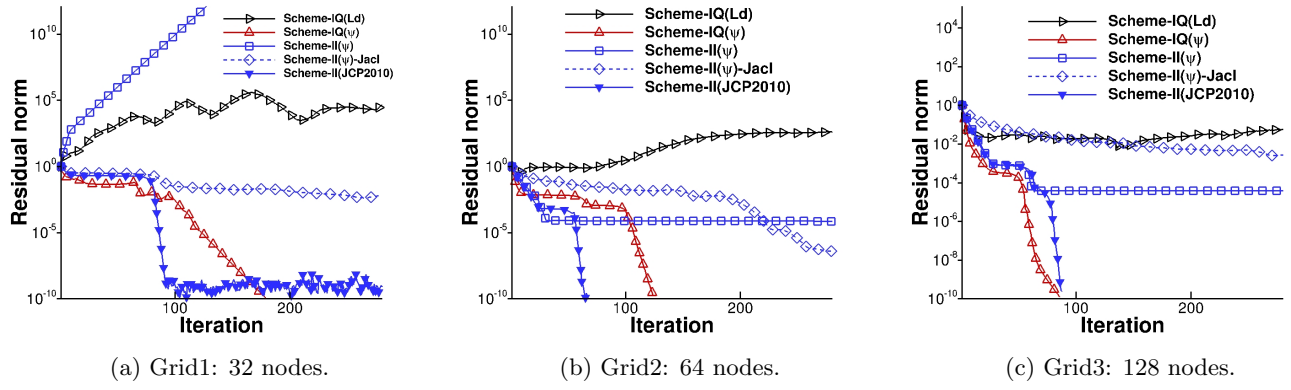 10^10
10^5
10^0
10^-5
10^-10
Residual norm
Scheme-IQ(Ld)
Scheme-IQ(ψ)
Scheme-II(ψ)
Scheme-II(ψ)-JacI
Scheme-II(JCP2010)
100
200
Iteration
(a) Grid1: 32 nodes.
10^10
10^5
10^0
10^-5
10^-10
Residual norm
Scheme-IQ(Ld)
Scheme-IQ(ψ)
Scheme-II(ψ)
Scheme-II(ψ)-JacI
Scheme-II(JCP2010)
100
200
Iteration
(b) Grid2: 64 nodes.
10^4
10^2
10^0
10^-2
10^-4
10^-6
10^-8
10^-10
Residual norm
Scheme-IQ(Ld)
Scheme-IQ(ψ)
Scheme-II(ψ)
Scheme-II(ψ)-JacI
Scheme-II(JCP2010)
100
200
Iteration
(c) Grid3: 128 nodes.